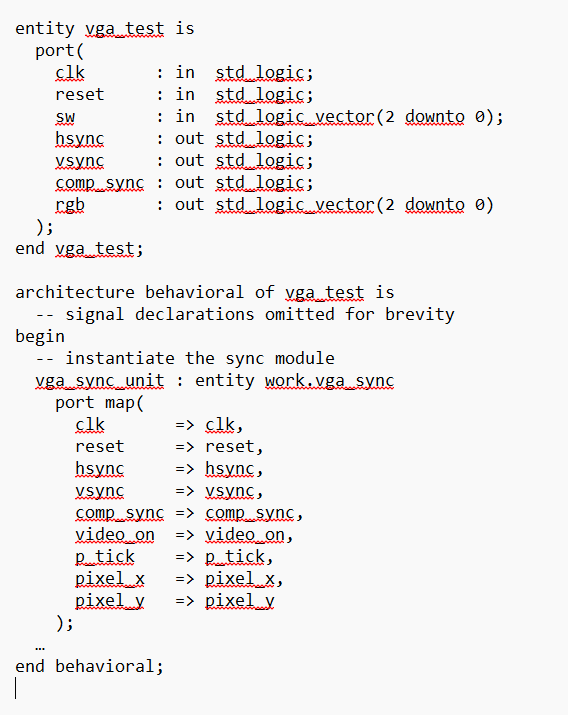 entity vga_test is
  port(
    clk       : in  std_logic;
    reset     : in  std_logic;
    sw        : in  std_logic_vector(2 downto 0);
    hsync     : out std_logic;
    vsync     : out std_logic;
    comp_sync : out std_logic;
    rgb       : out std_logic_vector(2 downto 0)
  );
end vga_test;

architecture behavioral of vga_test is
  -- signal declarations omitted for brevity
begin
  -- instantiate the sync module
  vga_sync_unit : entity work.vga_sync
    port map(
      clk       => clk,
      reset     => reset,
      hsync     => hsync,
      vsync     => vsync,
      comp_sync => comp_sync,
      video_on  => video_on,
      p_tick    => p_tick,
      pixel_x   => pixel_x,
      pixel_y   => pixel_y
    );
  …
end behavioral;